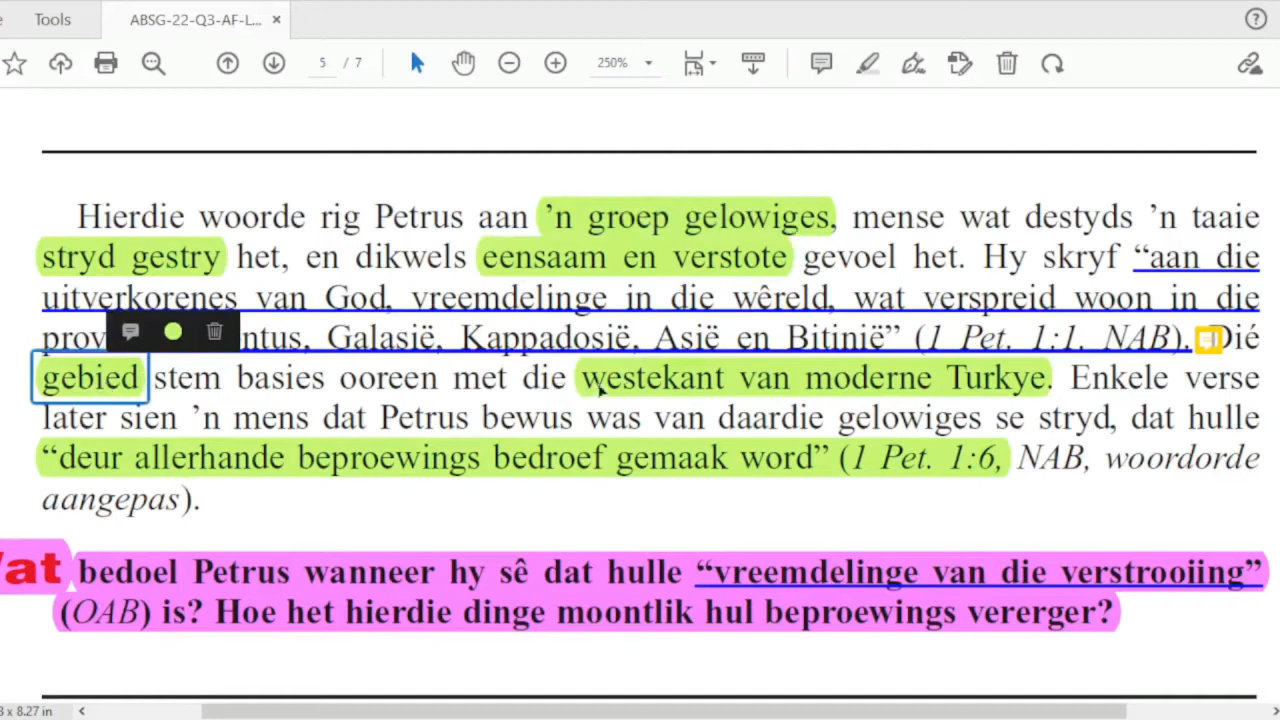 Tools
ABSG-22-Q3-AF-L... ×
5 / 7
250%
Hierdie woorde rig Petrus aan ’n groep gelowiges, mense wat destyds ’n taaie
stryd gestry het, en dikwels eensaam en verstote gevoel het. Hy skryf “aan die
uitverkorenes van God, vreemdelinge in die wêreld, wat verspreid woon in die
prov ntus, Galasië, Kappadosië, Asië en Bitinië” (1 Pet. 1:1, NAB). Dié
gebied stem basies ooreen met die westekant van moderne Turkye. Enkele verse
later sien ’n mens dat Petrus bewus was van daardie gelowiges se stryd, dat hulle
“deur allerhande beproewings bedroef gemaak word” (1 Pet. 1:6, NAB, woordorde
aangepas).
at bedoel Petrus wanneer hy sê dat hulle “vreemdelinge van die verstrooiing”
(OAB) is? Hoe het hierdie dinge moontlik hul beproewings vererger?
x 8.27 in